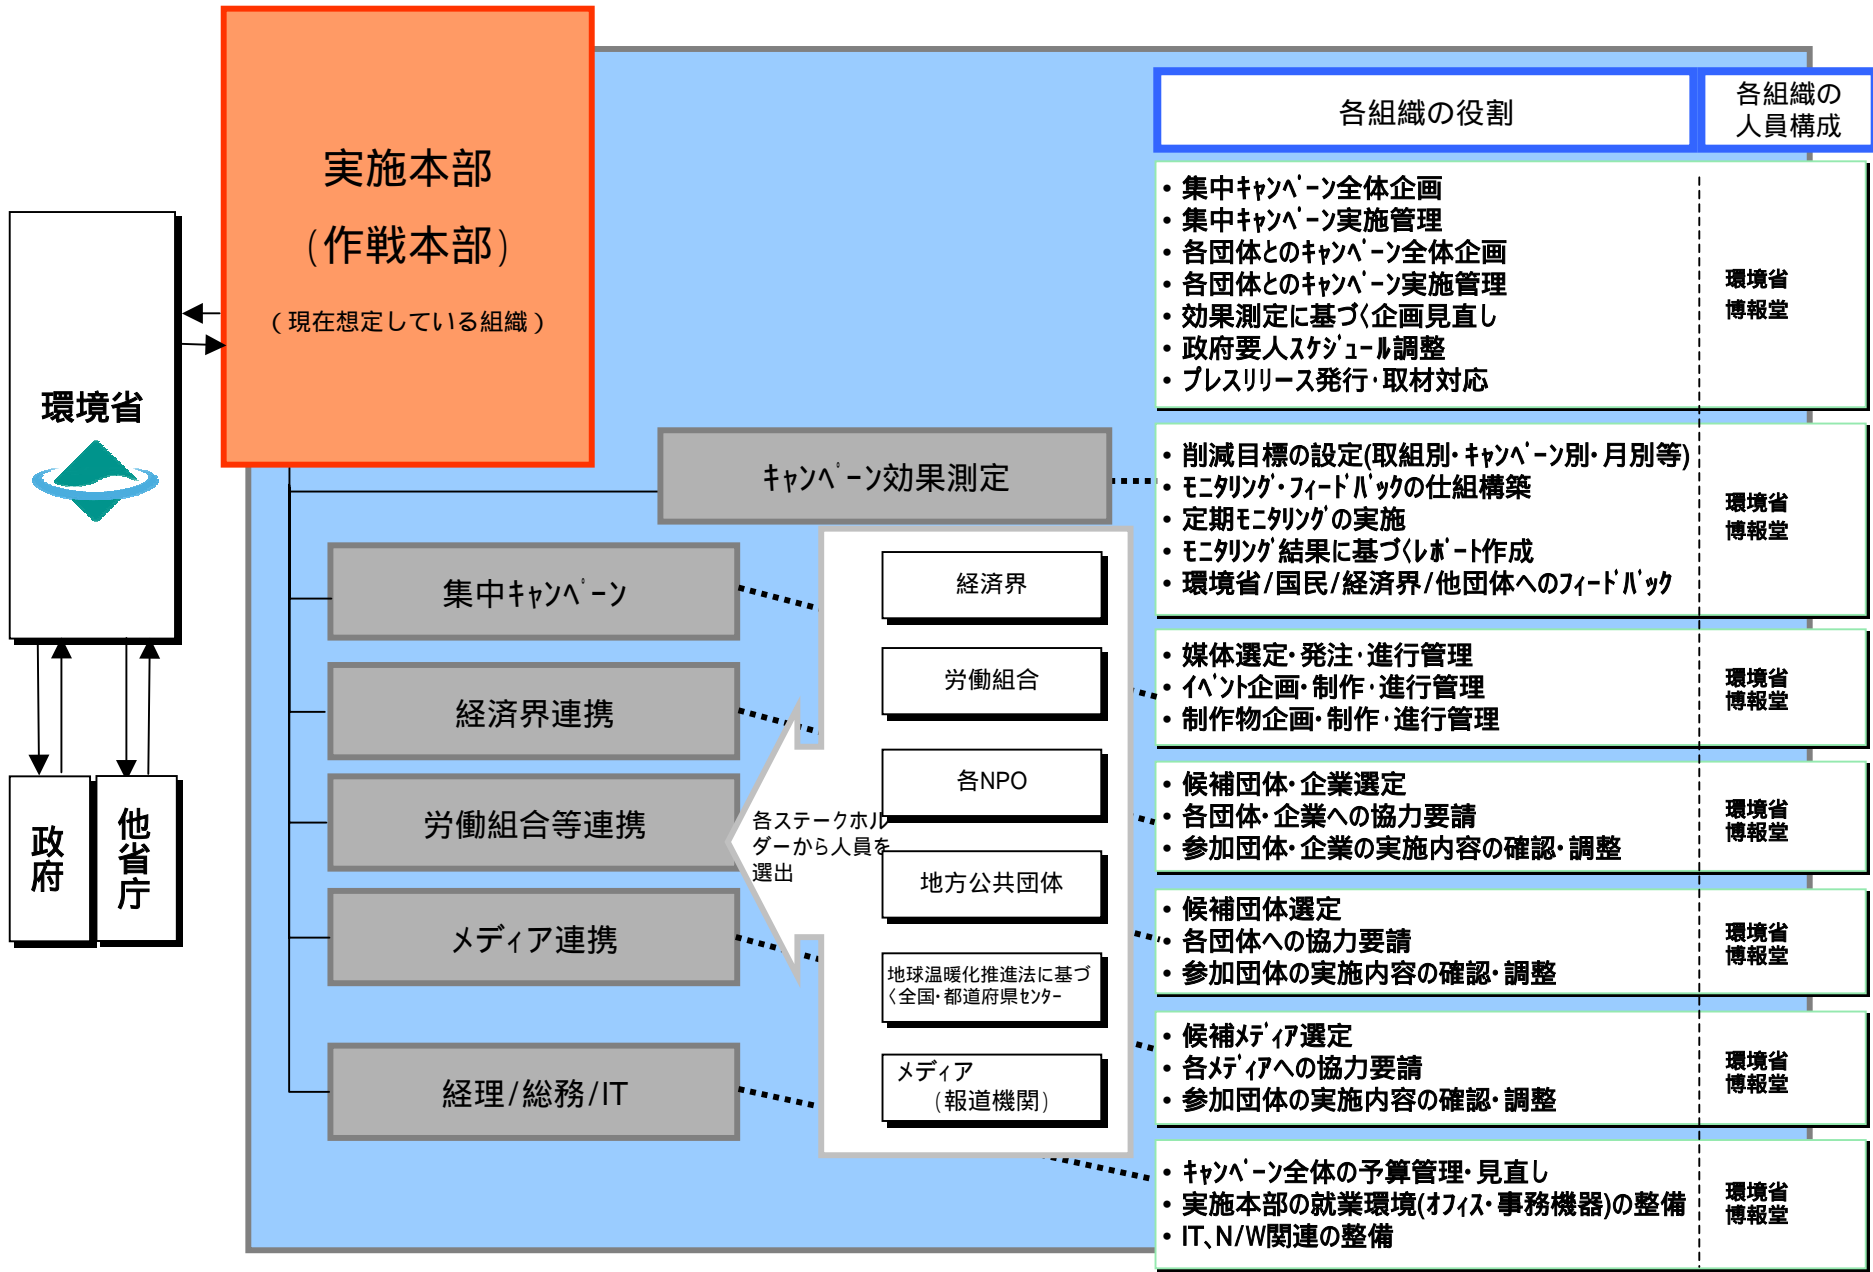 実施本部
(作戦本部)
(現在想定している組織)
環境省
政府
他省庁
各組織の役割
各組織の
人員構成
・集中キャンペーン全体企画
・集中キャンペーン実施管理
・各団体とのキャンペーン全体企画
・各団体とのキャンペーン実施管理
・効果測定に基づく企画見直し
・政府要人スケジュール調整
・プレスリリース発行・取材対応
環境省
博報堂
キャンペーン効果測定
・削減目標の設定(取組別・キャンペーン別・月別等)
・モニタリング・フィードバックの仕組構築
・定期モニタリングの実施
・モニタリング結果に基づくレポート作成
・環境省/国民/経済界/他団体へのフィードバック
環境省
博報堂
集中キャンペーン
・媒体選定・発注・進行管理
・イベント企画・制作・進行管理
・制作物企画・制作・進行管理
環境省
博報堂
経済界連携
・候補団体・企業選定
・各団体・企業への協力要請
・参加団体・企業の実施内容の確認・調整
環境省
博報堂
労働組合等連携
・候補団体選定
・各団体への協力要請
・参加団体の実施内容の確認・調整
環境省
博報堂
メディア連携
・候補メディア選定
・各メディアへの協力要請
・参加団体の実施内容の確認・調整
環境省
博報堂
経理/総務/IT
・キャンペーン全体の予算管理・見直し
・実施本部の就業環境(オフィス・事務機器)の整備
・IT、N/W関連の整備
環境省
博報堂
各ステークホル
ダーから人員を
選出
経済界
労働組合
各NPO
地方公共団体
地球温暖化推進法に基づ
く全国・都道府県センター
メディア
(報道機関)